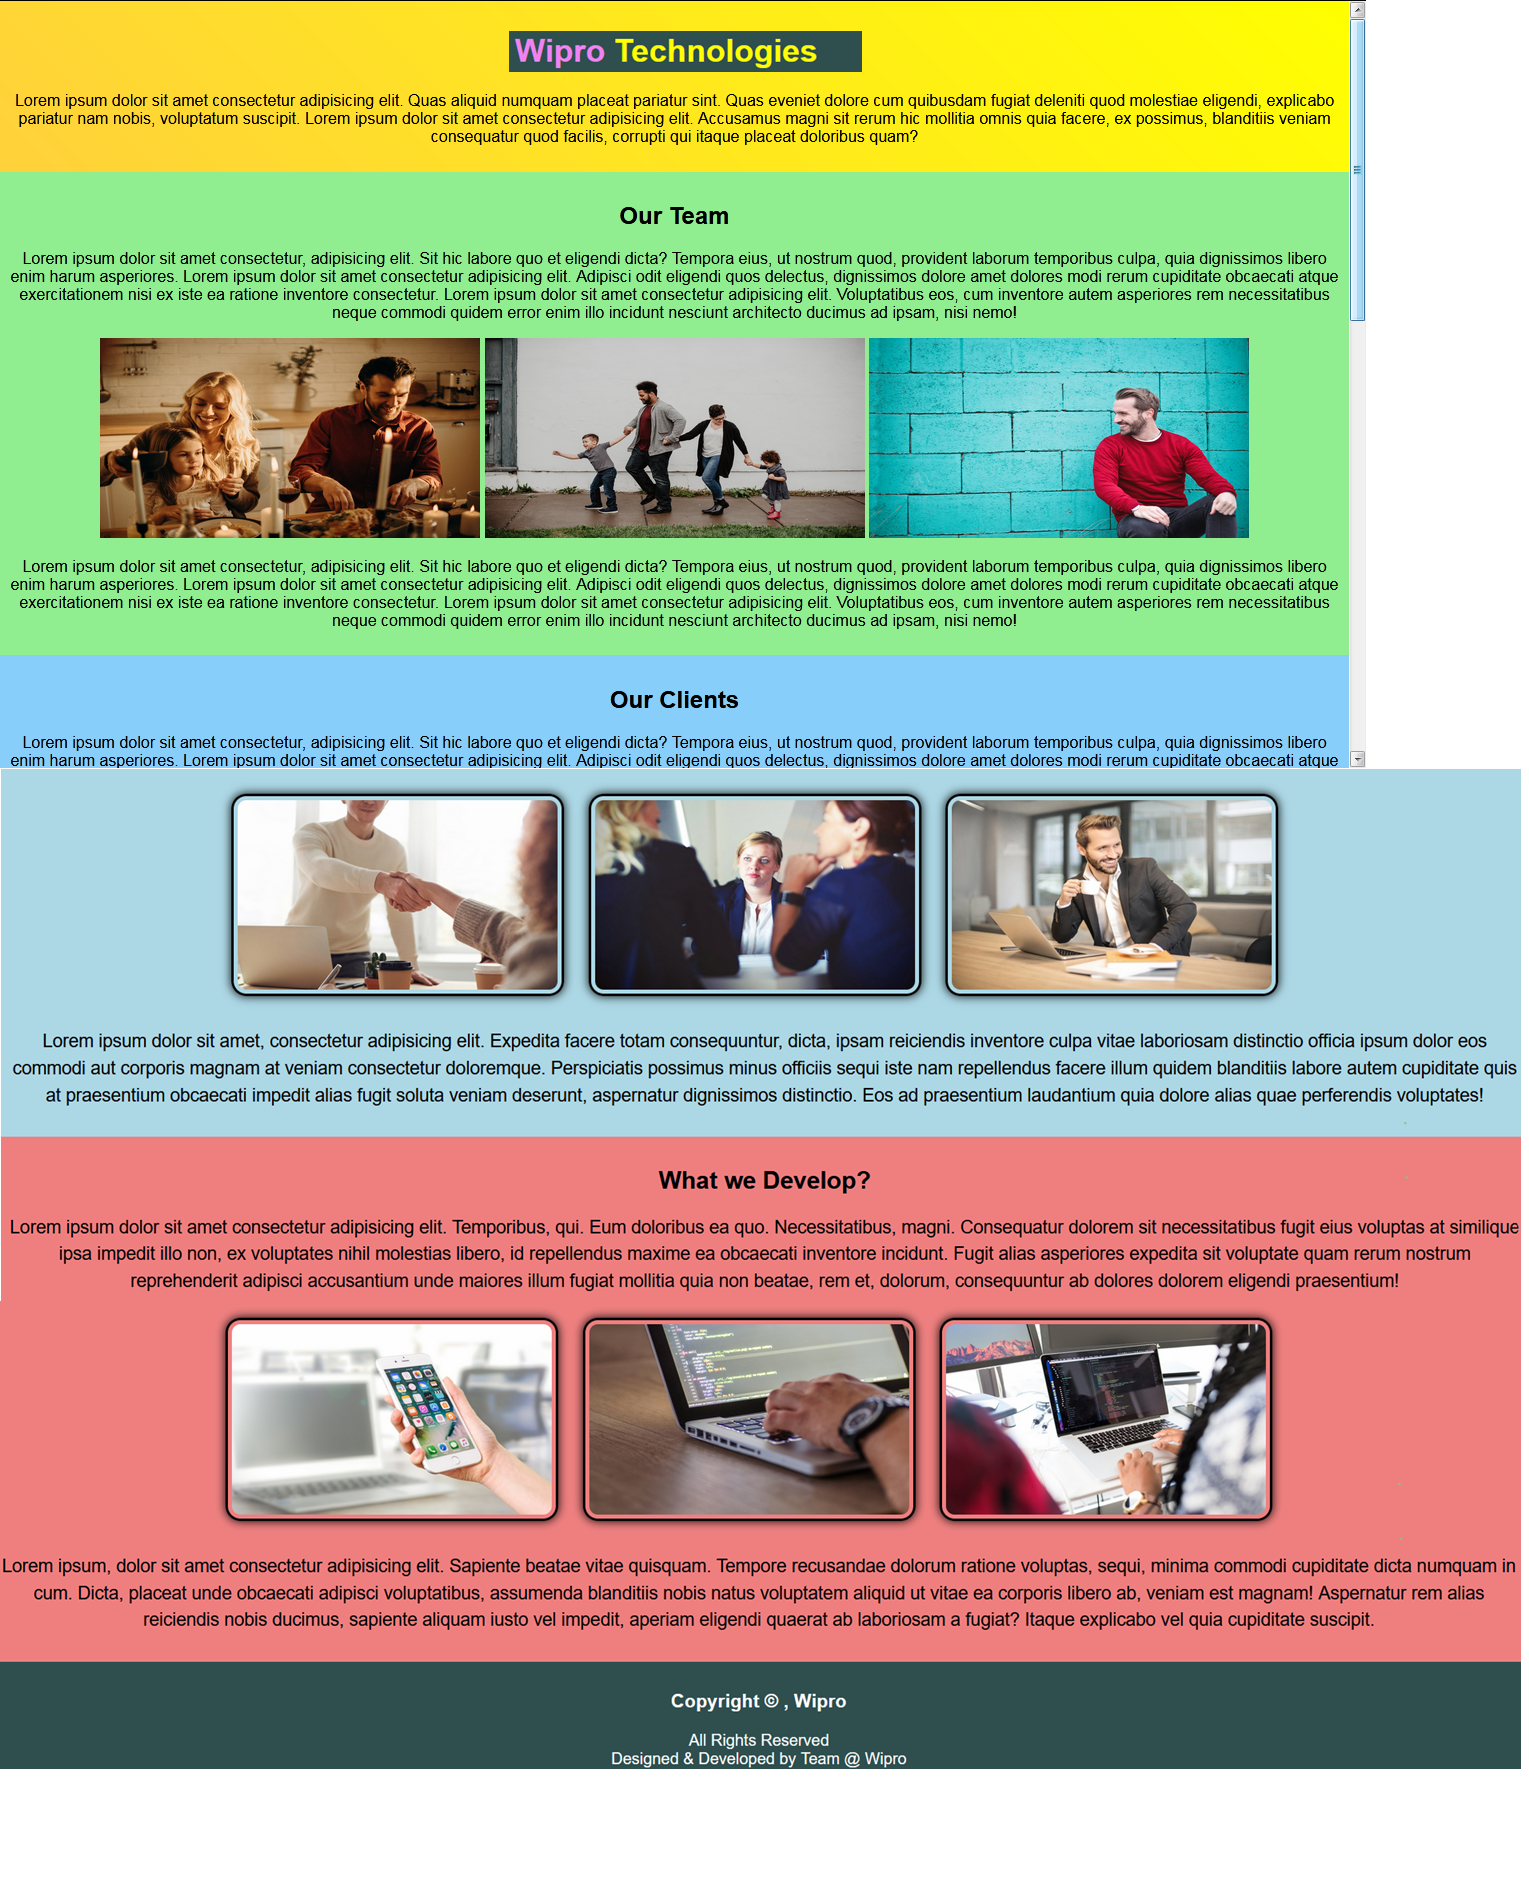 Wipro Technologies
Lorem ipsum dolor sit amet consectetur adipisicing elit. Quas aliquid numquam placeat pariatur sint. Quas eveniet dolore cum quibusdam fugiat deleniti quod molestiae eligendi, explicabo
pariatur nam nobis, voluptatum suscipit. Lorem ipsum dolor sit amet consectetur adipisicing elit. Accusamus magni sit rerum hic mollitia omnis quia facere, ex possimus, blanditiis veniam
consequatur quod facilis, corrupti qui itaque placeat doloribus quam?
Our Team
Lorem ipsum dolor sit amet consectetur, adipisicing elit. Sit hic labore quo et eligendi dicta? Tempora eius, ut nostrum quod, provident laborum temporibus culpa, quia dignissimos libero
enim harum asperiores. Lorem ipsum dolor sit amet consectetur adipisicing elit. Adipisci odit eligendi quos delectus, dignissimos dolore amet dolores modi rerum cupiditate obcaecati atque
exercitationem nisi ex iste ea ratione inventore consectetur. Lorem ipsum dolor sit amet consectetur adipisicing elit. Voluptatibus eos, cum inventore autem asperiores rem necessitatibus
neque commodi quidem error enim illo incidunt nesciunt architecto ducimus ad ipsam, nisi nemo!
Lorem ipsum dolor sit amet consectetur, adipisicing elit. Sit hic labore quo et eligendi dicta? Tempora eius, ut nostrum quod, provident laborum temporibus culpa, quia dignissimos libero
enim harum asperiores. Lorem ipsum dolor sit amet consectetur adipisicing elit. Adipisci odit eligendi quos delectus, dignissimos dolore amet dolores modi rerum cupiditate obcaecati atque
exercitationem nisi ex iste ea ratione inventore consectetur. Lorem ipsum dolor sit amet consectetur adipisicing elit. Voluptatibus eos, cum inventore autem asperiores rem necessitatibus
neque commodi quidem error enim illo incidunt nesciunt architecto ducimus ad ipsam, nisi nemo!
Our Clients
Lorem ipsum dolor sit amet consectetur, adipisicing elit. Sit hic labore quo et eligendi dicta? Tempora eius, ut nostrum quod, provident laborum temporibus culpa, quia dignissimos libero
enim harum asperiores. Lorem ipsum dolor sit amet consectetur adipisicing elit. Adipisci odit eligendi quos delectus, dignissimos dolore amet dolores modi rerum cupiditate obcaecati atque
Lorem ipsum dolor sit amet, consectetur adipisicing elit. Expedita facere totam consequuntur, dicta, ipsam reiciendis inventore culpa vitae laboriosam distinctio officia ipsum dolor eos
commodi aut corporis magnam at veniam consectetur doloremque. Perspiciatis possimus minus officiis sequi iste nam repellendus facere illum quidem blanditiis labore autem cupiditate quis
at praesentium obcaecati impedit alias fugit soluta veniam deserunt, aspernatur dignissimos distinctio. Eos ad praesentium laudantium quia dolore alias quae perferendis voluptates!
What we Develop?
Lorem ipsum dolor sit amet consectetur adipisicing elit. Temporibus, qui. Eum doloribus ea quo. Necessitatibus, magni. Consequatur dolorem sit necessitatibus fugit eius voluptas at similique
ipsa impedit illo non, ex voluptates nihil molestias libero, id repellendus maxime ea obcaecati inventore incidunt. Fugit alias asperiores expedita sit voluptate quam rerum nostrum
reprehenderit adipisci accusantium unde maiores illum fugiat mollitia quia non beatae, rem et, dolorum, consequuntur ab dolores dolorem eligendi praesentium!
Lorem ipsum, dolor sit amet consectetur adipisicing elit. Sapiente beatae vitae quisquam. Tempore recusandae dolorum ratione voluptas, sequi, minima commodi cupiditate dicta numquam in
cum. Dicta, placeat unde obcaecati adipisci voluptatibus, assumenda blanditiis nobis natus voluptatem aliquid ut vitae ea corporis libero ab, veniam est magnam! Aspernatur rem alias
reiciendis nobis ducimus, sapiente aliquam iusto vel impedit, aperiam eligendi quaerat ab laboriosam a fugiat? Itaque explicabo vel quia cupiditate suscipit.
Copyright © , Wipro
All Rights Reserved
Designed & Developed by Team @ Wipro